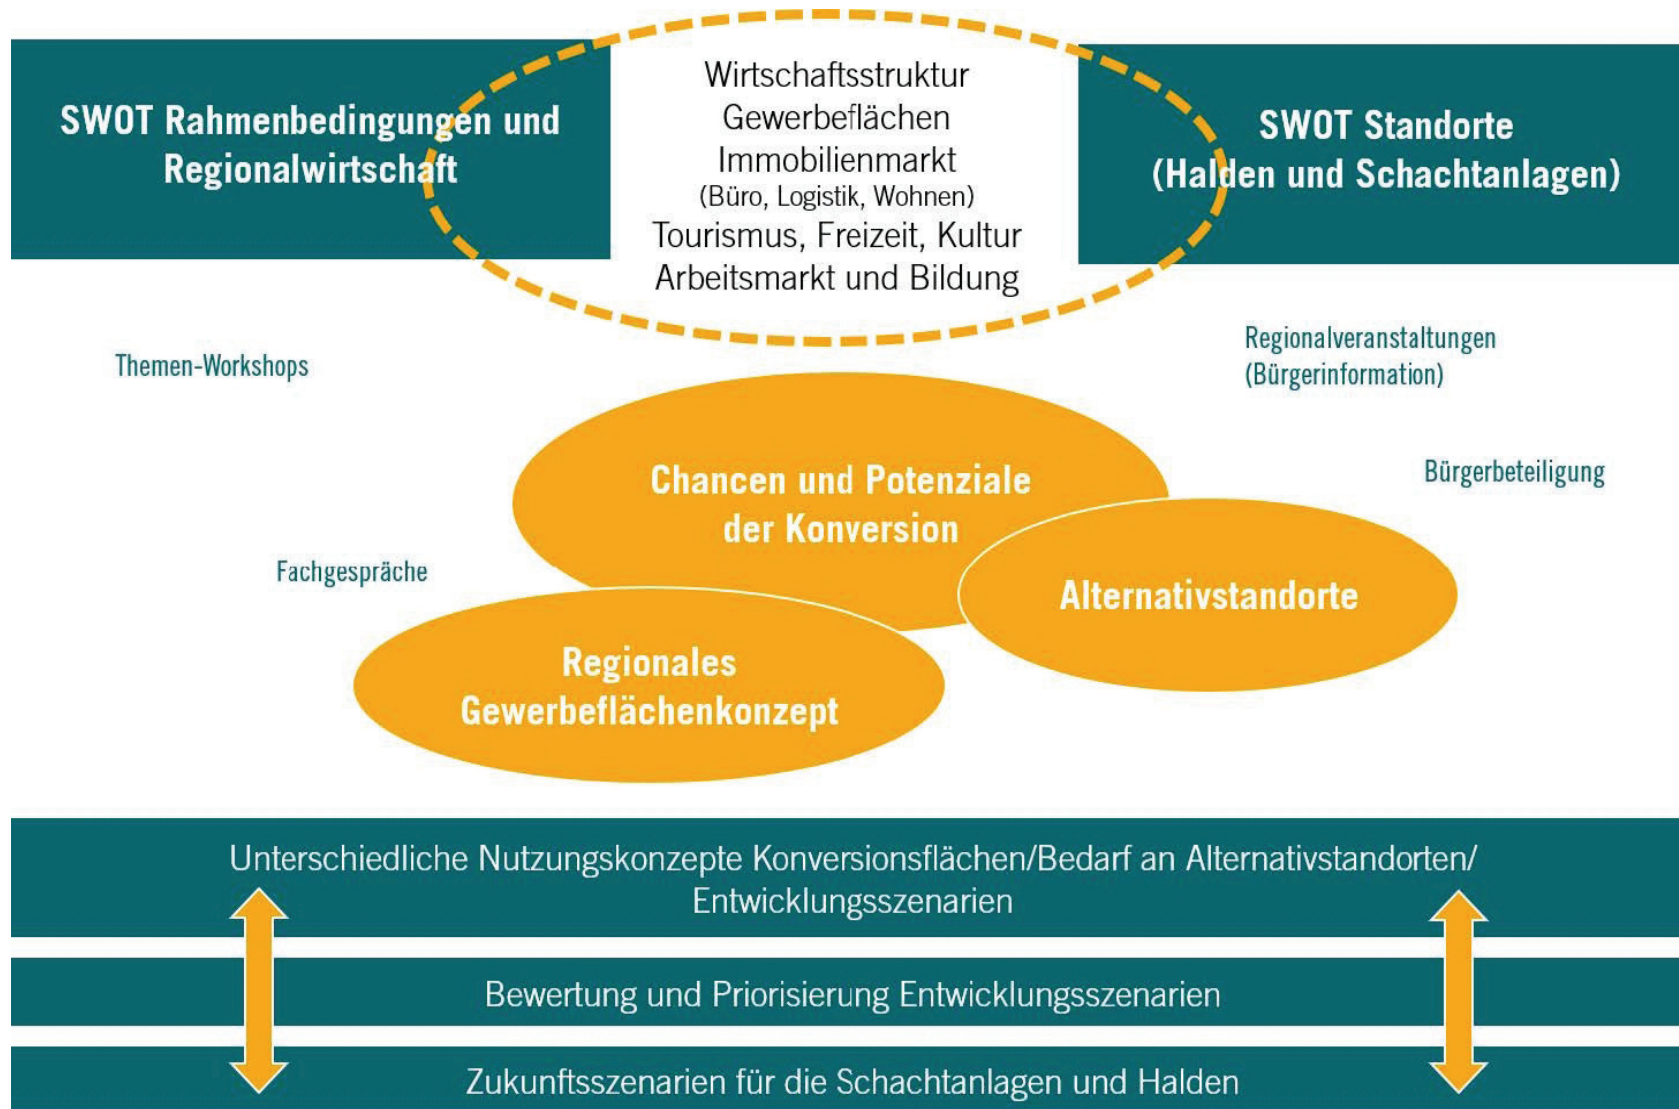 SWOT Rahmenbedingungen und
Regionalwirtschaft
Wirtschaftsstruktur
Gewerbeflächen
Immobilienmarkt
(Büro, Logistik, Wohnen)
Tourismus, Freizeit, Kultur
Arbeitsmarkt und Bildung
SWOT Standorte
(Halden und Schachtanlagen)
Themen-Workshops
Regionalveranstaltungen
(Bürgerinformation)
Chancen und Potenziale
der Konversion
Bürgerbeteiligung
Fachgespräche
Alternativstandorte
Regionales
Gewerbeflächenkonzept
Unterschiedliche Nutzungskonzepte Konversionsflächen/Bedarf an Alternativstandorten/
Entwicklungsszenarien
Bewertung und Priorisierung Entwicklungsszenarien
Zukunftsszenarien für die Schachtanlagen und Halden